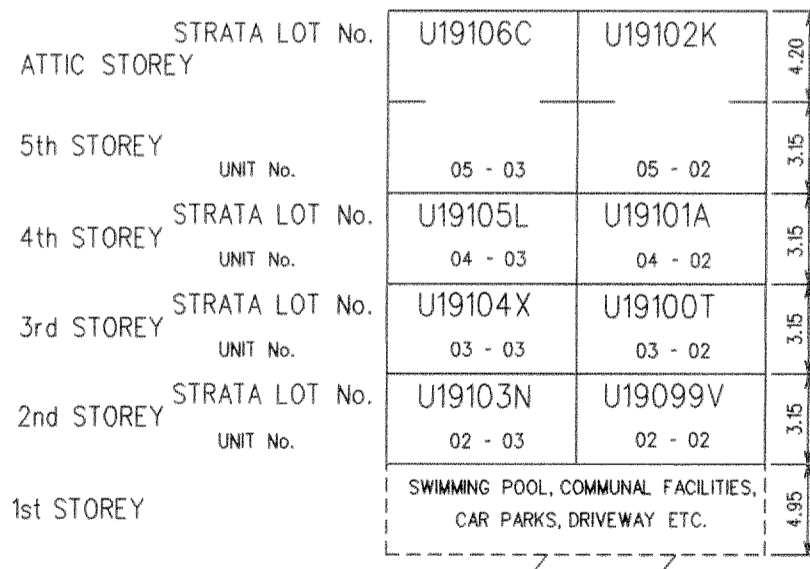 STRATA LOT No. U19106C U19102K 4.20
ATTIC STOREY
5th STOREY 3.15
UNIT No. 05 - 03 05 - 02
STRATA LOT No. U19105L U19101A
4th STOREY 3.15
UNIT No. 04 - 03 04 - 02
STRATA LOT No. U19104X U19100T
3rd STOREY 3.15
UNIT No. 03 - 03 03 - 02
STRATA LOT No. U19103N U19099V
2nd STOREY 3.15
UNIT No. 02 - 03 02 - 02
SWIMMING POOL, COMMUNAL FACILITIES,
1st STOREY 4.95
CAR PARKS, DRIVEWAY ETC.